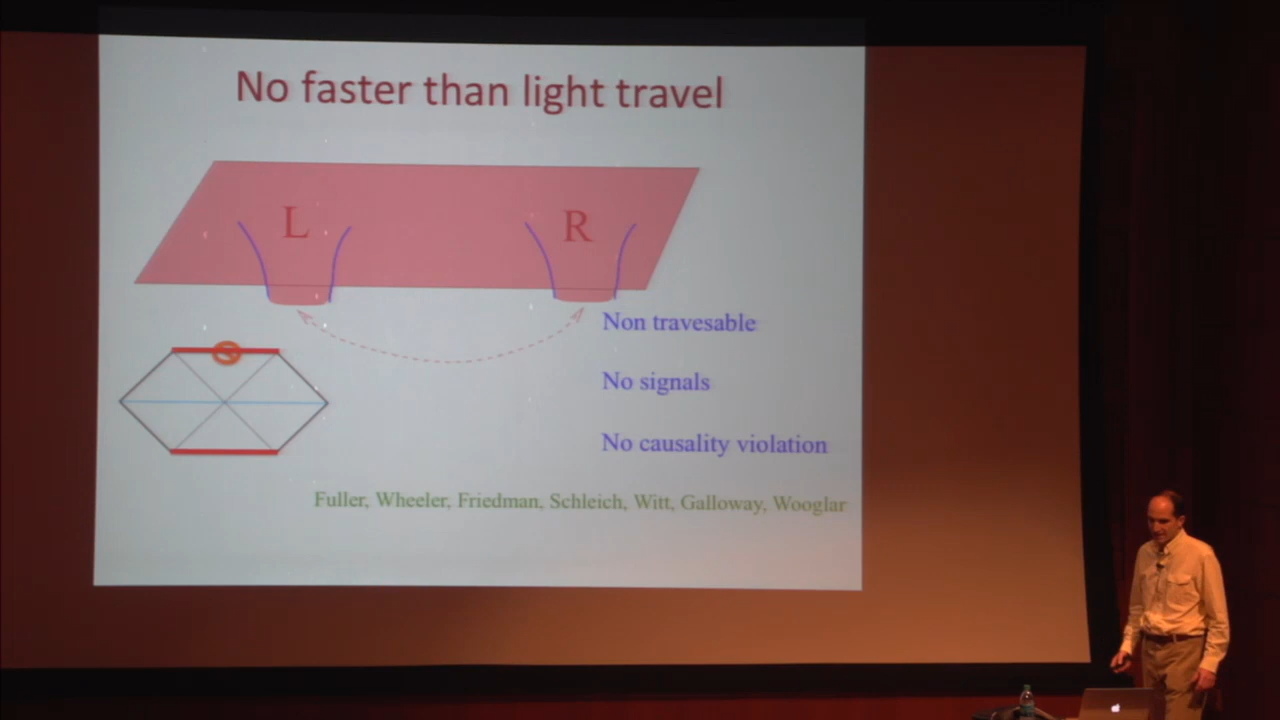 No faster than light travel
L
R
Non travesable
No signals
No causality violation
Fuller, Wheeler, Friedman, Schleich, Witt, Galloway, Wooglar